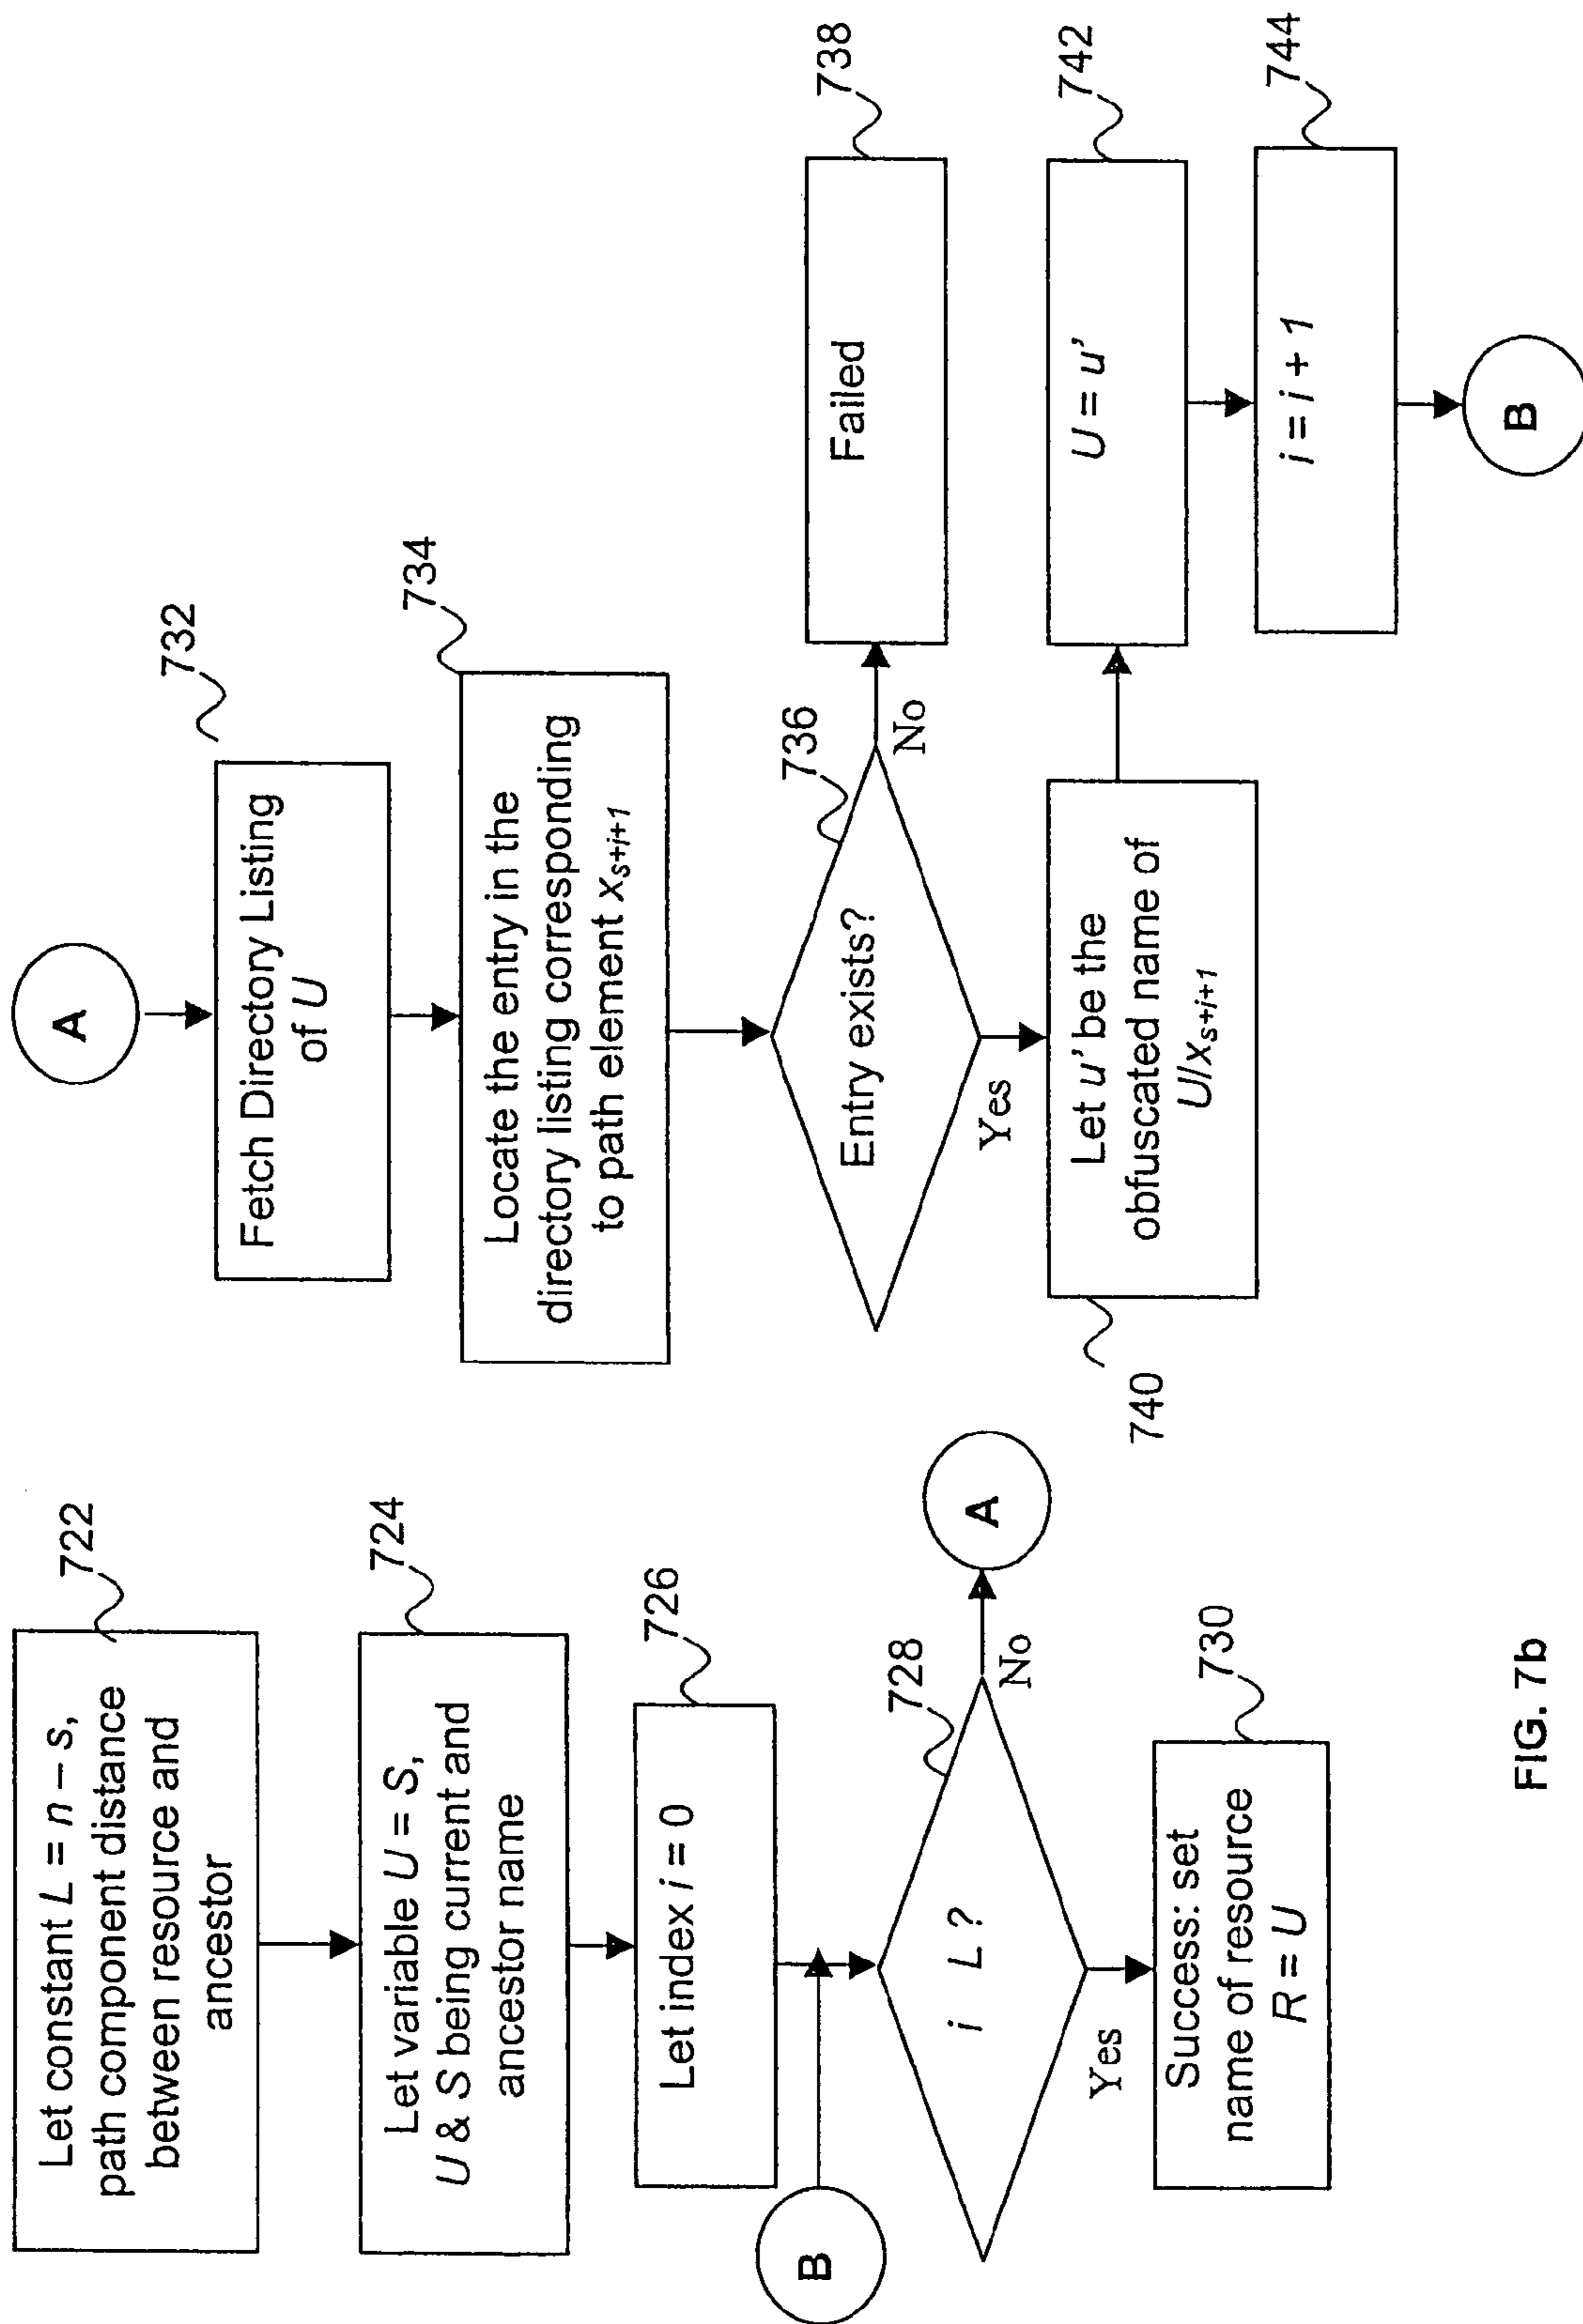 722
Let constant L = n – s,
path component distance
between resource and
ancestor
724
Let variable U = S,
U & S being current and
ancestor name
726
Let index i = 0
B
728
i L?
No
A
Yes
730
Success: set
name of resource
R = U
A
732
Fetch Directory Listing
of U
734
Locate the entry in the
directory listing corresponding
to path element xs+i+1
736
Entry exists?
No
738
Failed
Yes
740
Let u' be the
obfuscated name of
U/xs+i+1
742
U = u'
744
i = i + 1
B
FIG. 7b